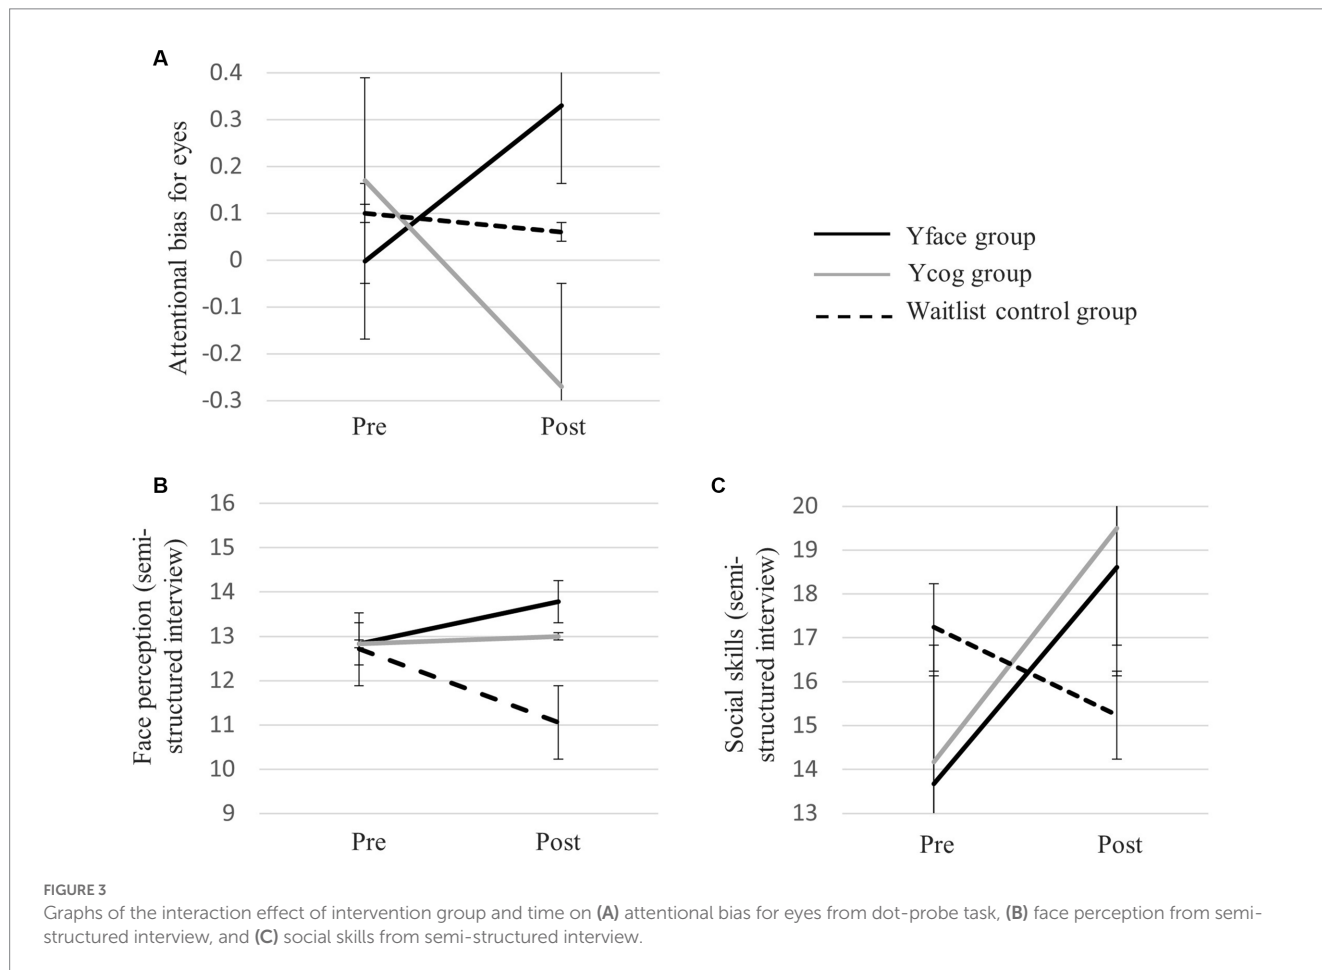 A
0.4
0.3
0.2
0.1
0
-0.1
-0.2
-0.3
Attentional bias for eyes
Pre
Post
Yface group
Ycog group
Waitlist control group
B
16
15
14
13
12
11
10
9
Face perception (semi-
structured interview)
Pre
Post
C
20
19
18
17
16
15
14
13
Social skills (semi-
structured interview)
Pre
Post
FIGURE 3
Graphs of the interaction effect of intervention group and time on (A) attentional bias for eyes from dot-probe task, (B) face perception from semi-
structured interview, and (C) social skills from semi-structured interview.